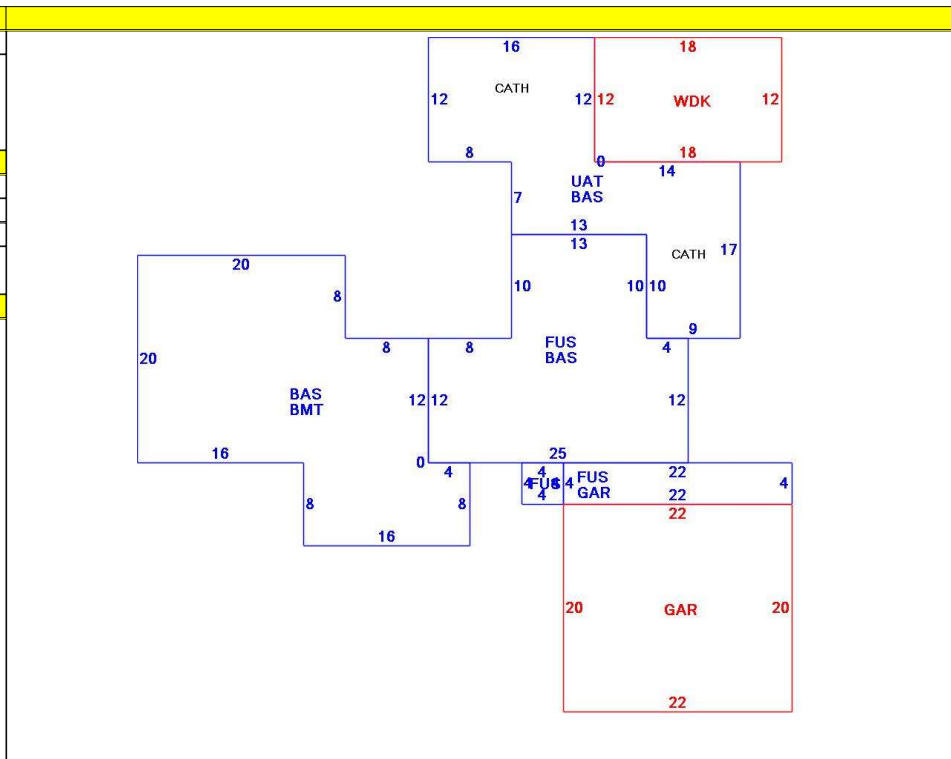 16 18
CATH
12 12 12 WDK 12
8 0 18
14
UAT
BAS
7
13
13
CATH 17
20
8
10 10 10
8 8 4 9
FUS
BAS
20
BAS
BMT
12 12 12
16 0 4 25
4 22
4 FUS 4 FUS
GAR 4
4 22
8 8
16
22
20 GAR 20
22